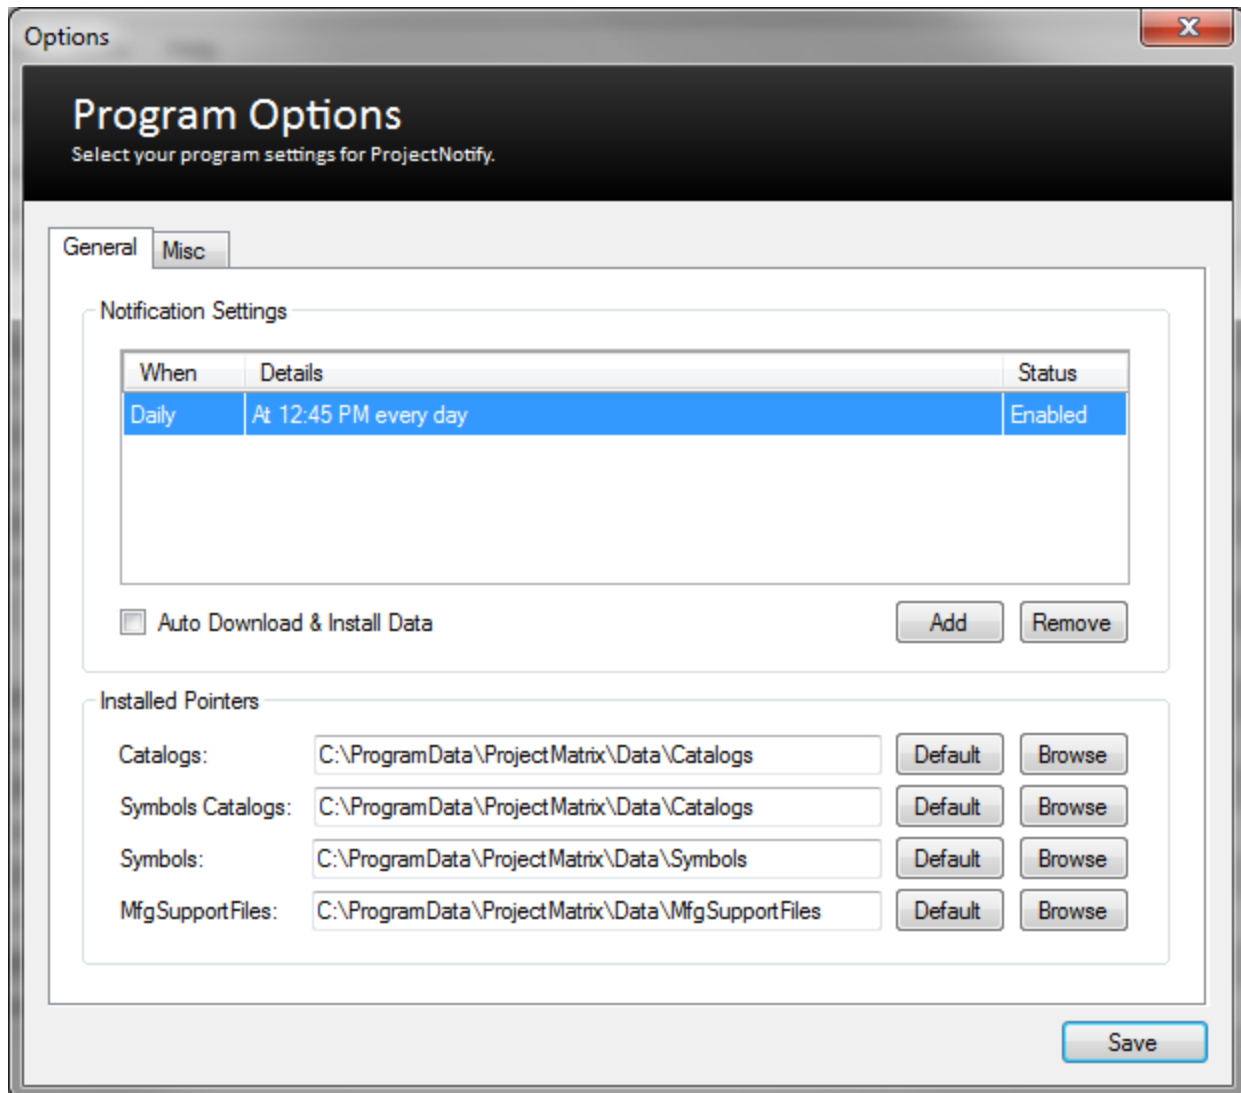 Options
Program Options
Select your program settings for ProjectNotify.
General Misc
Notification Settings
When Details Status
Daily At 12:45 PM every day Enabled
Auto Download & Install Data Add Remove
Installed Pointers
Catalogs: C:\ProgramData\ProjectMatrix\Data\Catalogs Default Browse
Symbols Catalogs: C:\ProgramData\ProjectMatrix\Data\Catalogs Default Browse
Symbols: C:\ProgramData\ProjectMatrix\Data\Symbols Default Browse
MfgSupportFiles: C:\ProgramData\ProjectMatrix\Data\MfgSupportFiles Default Browse
Save